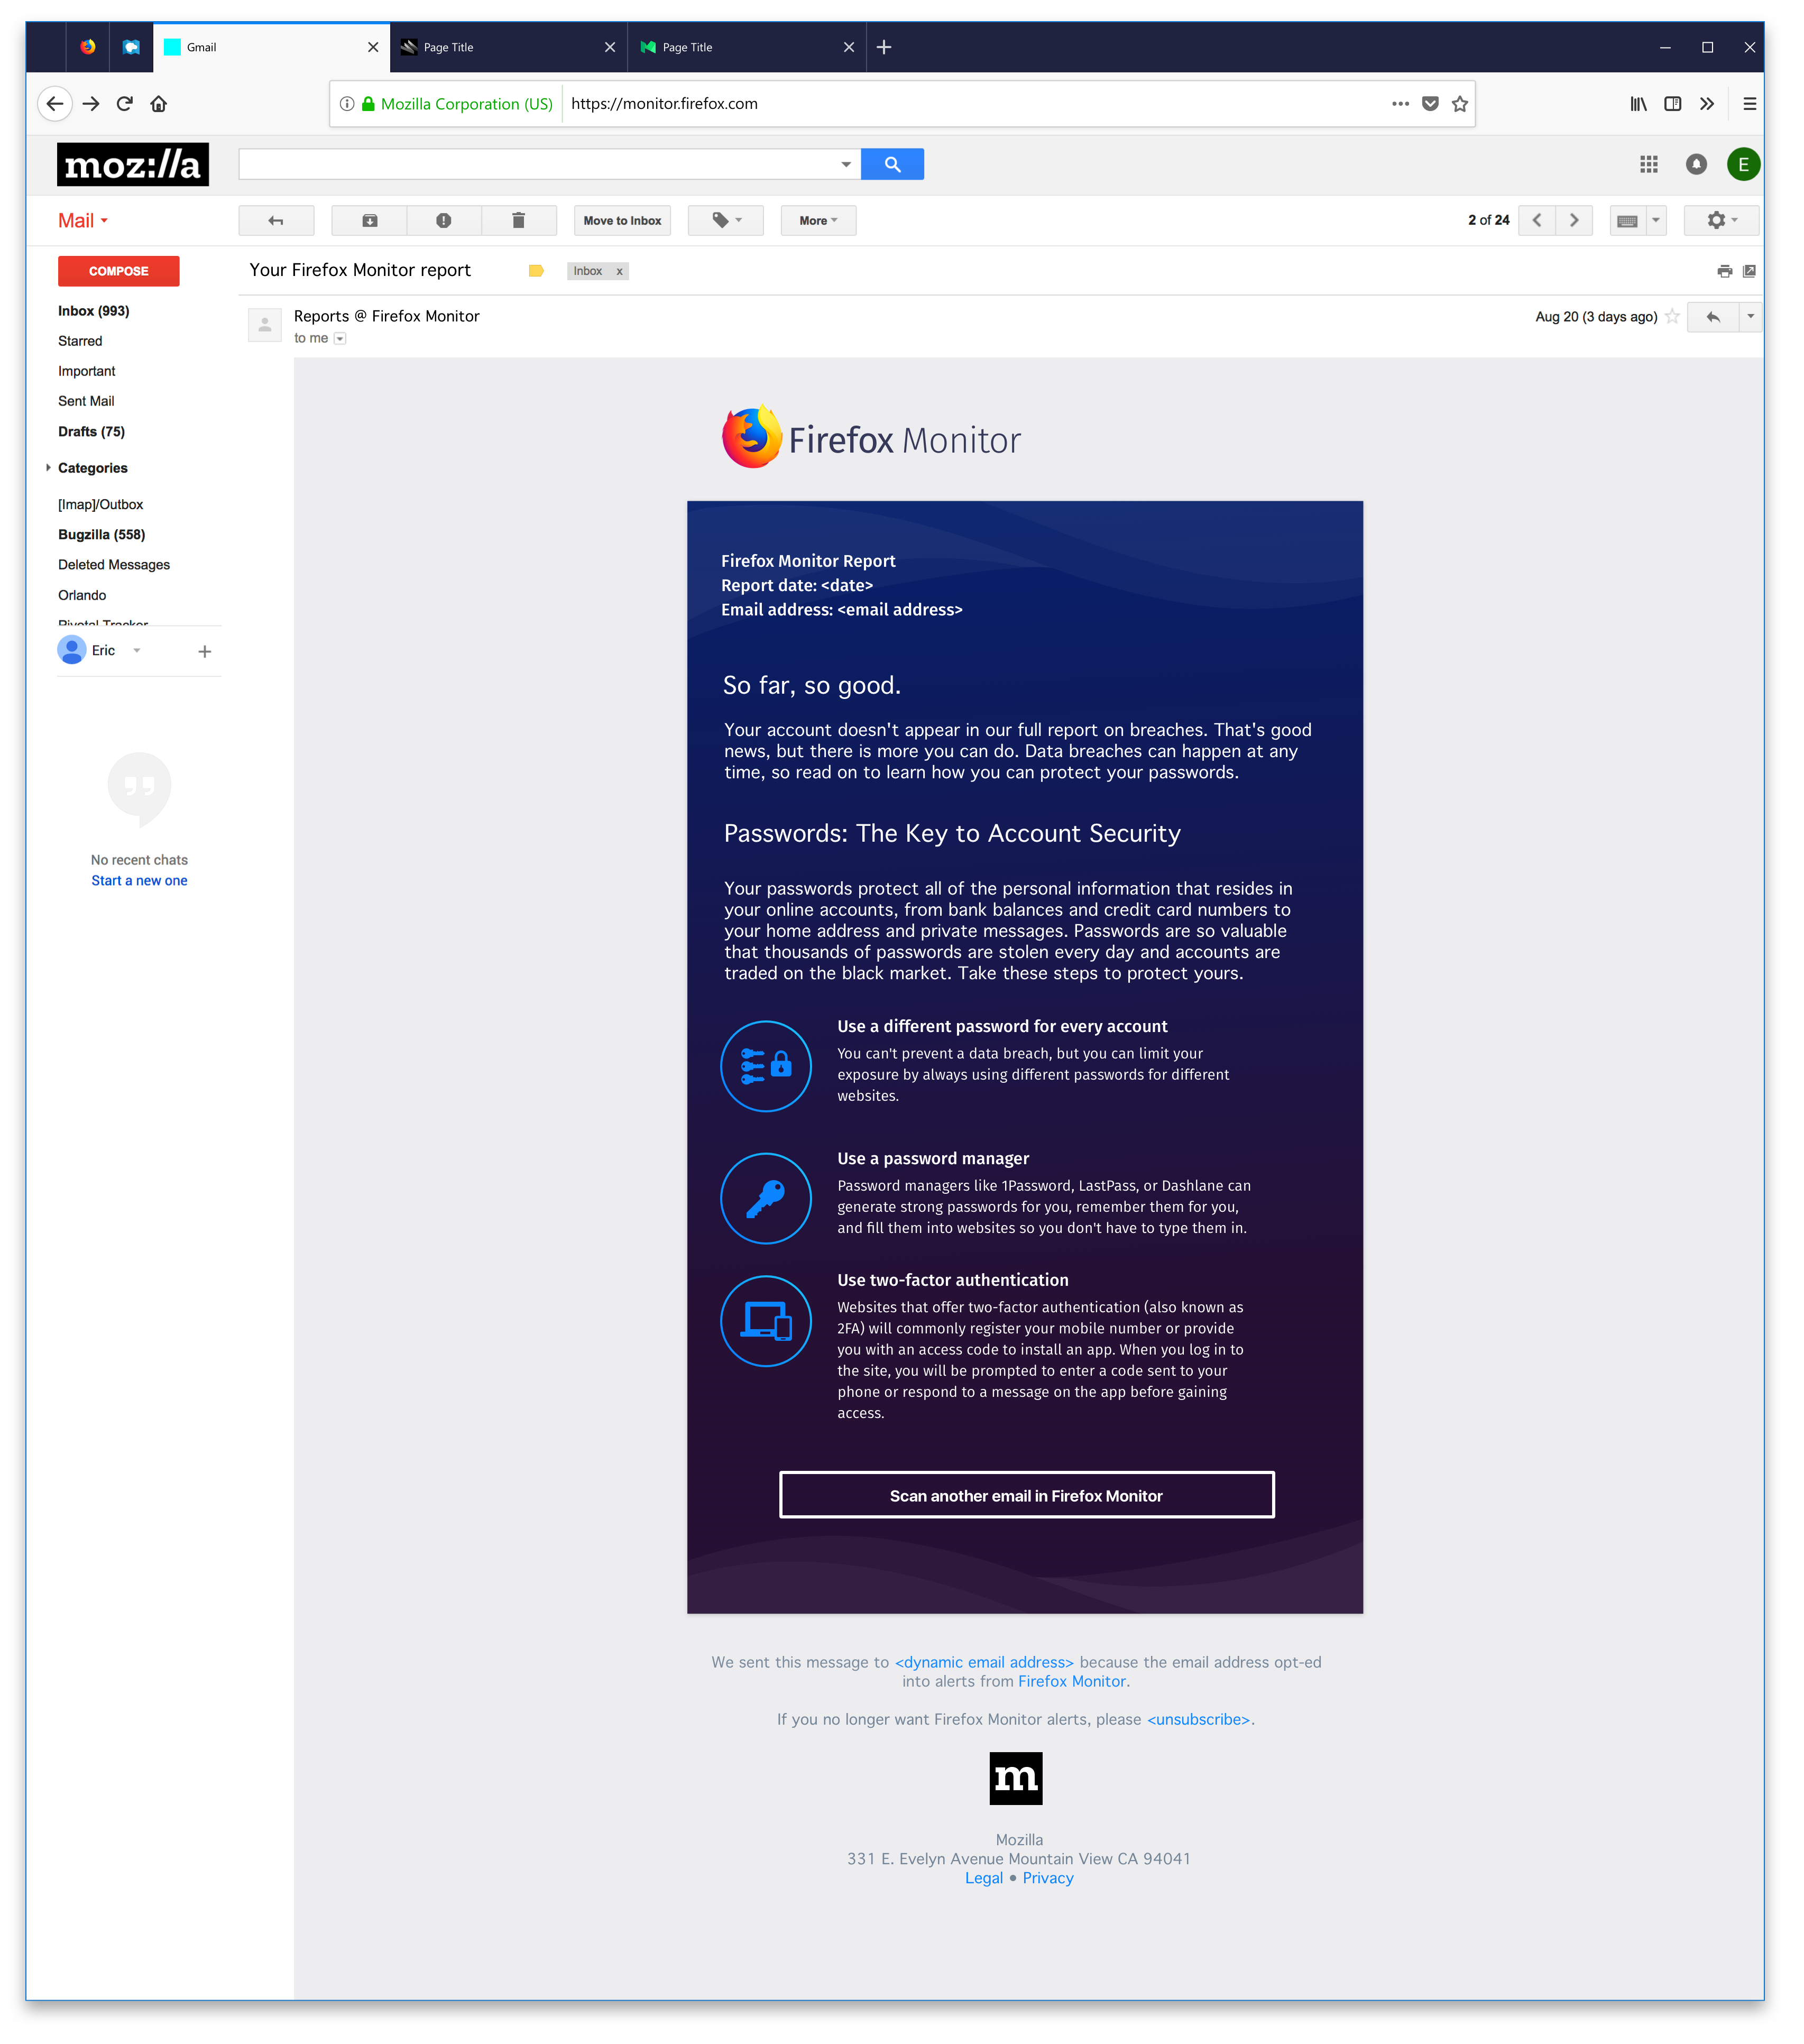 Gmail
Page Title
Page Title
Mozilla Corporation (US)
https://monitor.firefox.com
moz://a
E
Mail
Move to Inbox
More
2 of 24
COMPOSE
Your Firefox Monitor report
Inbox x
Inbox (993)
Starred
Important
Sent Mail
Drafts (75)
Categories
[Imap]/Outbox
Bugzilla (558)
Deleted Messages
Orlando
Pivotal Tracker
Eric
No recent chats
Start a new one
Reports @ Firefox Monitor
to me
Aug 20 (3 days ago)
Firefox Monitor
Firefox Monitor Report
Report date: <date>
Email address: <email address>
So far, so good.
Your account doesn't appear in our full report on breaches. That's good
news, but there is more you can do. Data breaches can happen at any
time, so read on to learn how you can protect your passwords.
Passwords: The Key to Account Security
Your passwords protect all of the personal information that resides in
your online accounts, from bank balances and credit card numbers to
your home address and private messages. Passwords are so valuable
that thousands of passwords are stolen every day and accounts are
traded on the black market. Take these steps to protect yours.
Use a different password for every account
You can't prevent a data breach, but you can limit your
exposure by always using different passwords for different
websites.
Use a password manager
Password managers like 1Password, LastPass, or Dashlane can
generate strong passwords for you, remember them for you,
and fill them into websites so you don't have to type them in.
Use two-factor authentication
Websites that offer two-factor authentication (also known as
2FA) will commonly register your mobile number or provide
you with an access code to install an app. When you log in to
the site, you will be prompted to enter a code sent to your
phone or respond to a message on the app before gaining
access.
Scan another email in Firefox Monitor
We sent this message to <dynamic email address> because the email address opt-ed
into alerts from Firefox Monitor.
If you no longer want Firefox Monitor alerts, please <unsubscribe>.
m
Mozilla
331 E. Evelyn Avenue Mountain View CA 94041
Legal • Privacy